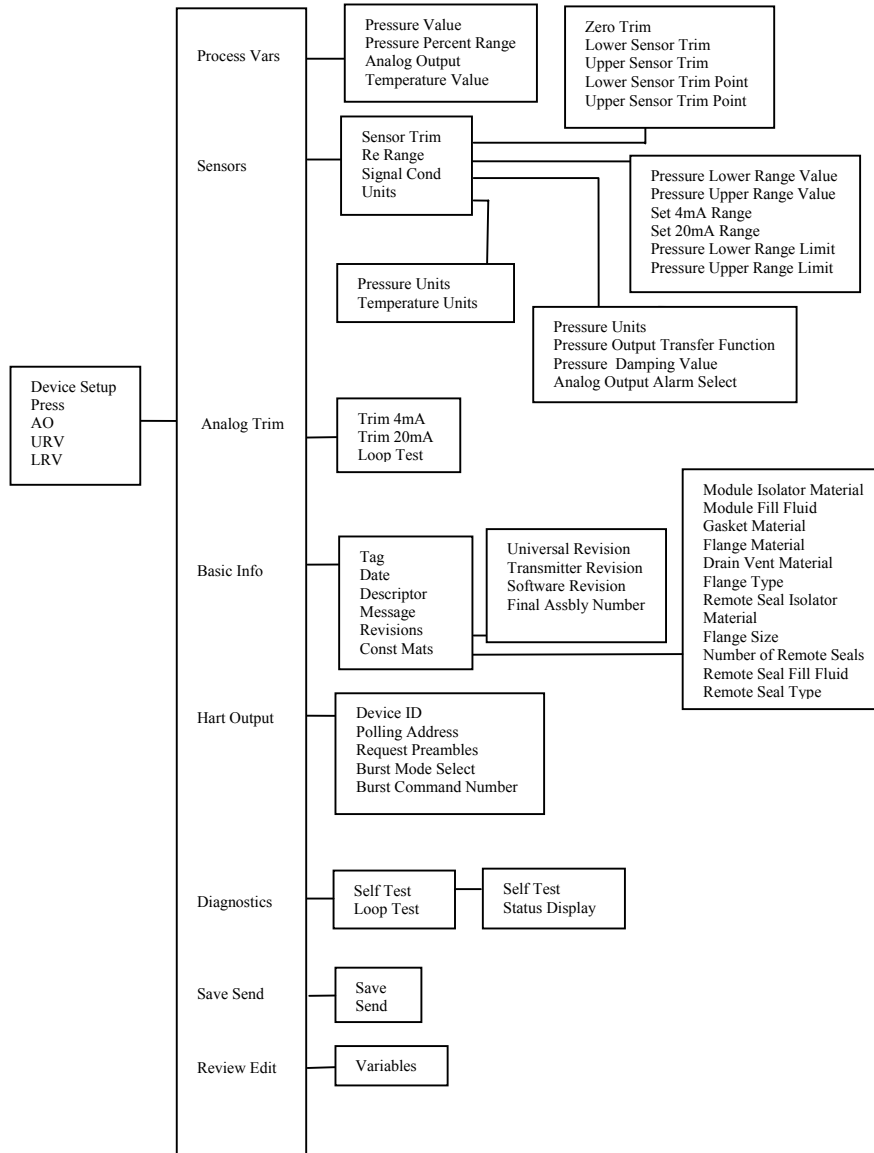 Process Vars
Pressure Value
Pressure Percent Range
Analog Output
Temperature Value
Zero Trim
Lower Sensor Trim
Upper Sensor Trim
Lower Sensor Trim Point
Upper Sensor Trim Point
Sensors
Sensor Trim
Re Range
Signal Cond
Units
Pressure Lower Range Value
Pressure Upper Range Value
Set 4mA Range
Set 20mA Range
Pressure Lower Range Limit
Pressure Upper Range Limit
Pressure Units
Temperature Units
Pressure Units
Pressure Output Transfer Function
Pressure  Damping Value
Analog Output Alarm Select
Device Setup
Press
AO
URV
LRV
Analog Trim
Trim 4mA
Trim 20mA
Loop Test
Basic Info
Tag
Date
Descriptor
Message
Revisions
Const Mats
Universal Revision
Transmitter Revision
Software Revision
Final Assbly Number
Module Isolator Material
Module Fill Fluid
Gasket Material
Flange Material
Drain Vent Material
Flange Type
Remote Seal Isolator
Material
Flange Size
Number of Remote Seals
Remote Seal Fill Fluid
Remote Seal Type
Hart Output
Device ID
Polling Address
Request Preambles
Burst Mode Select
Burst Command Number
Diagnostics
Self Test
Loop Test
Self Test
Status Display
Save Send
Save
Send
Review Edit
Variables